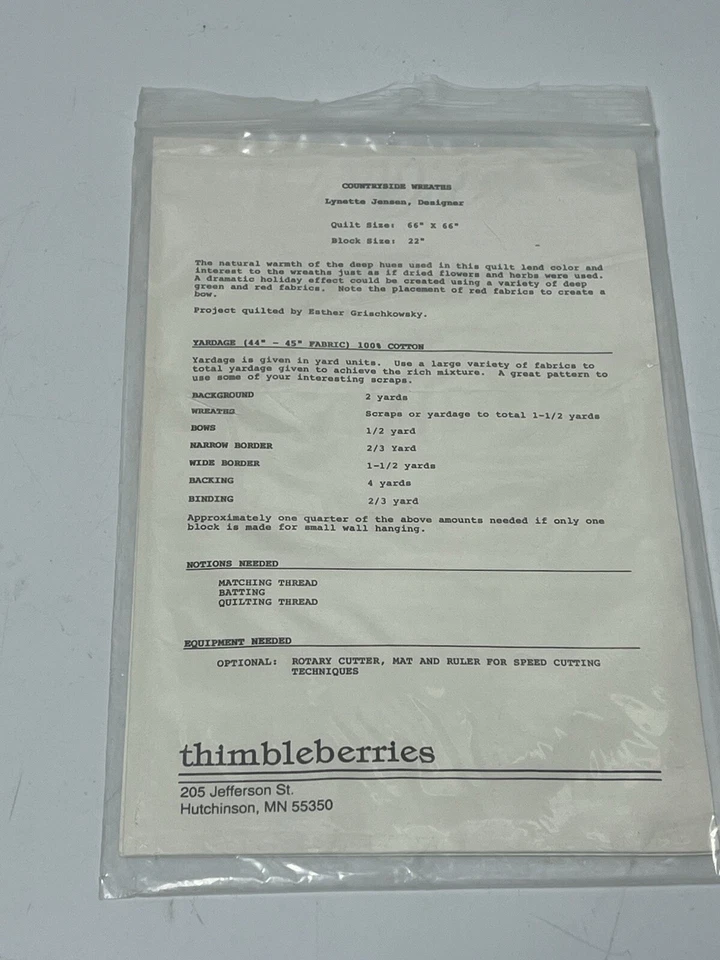 COUNTRYSIDE WREATHS
Lynette Jensen, Designer
Quilt Size: 66" X 66"
Block Size: 22"
The natural warmth of the deep hues used in this quilt lend color and
interest to the wreaths just as if dried flowers and herbs were used.
A dramatic holiday effect could be created using a variety of deep
green and red fabrics. Note the placement of red fabrics to create a
bow.
Project quilted by Esther Grischkowsky.
YARDAGE (44" - 45" FABRIC) 100% COTTON
Yardage is given in yard units. Use a large variety of fabrics to
total yardage given to achieve the rich mixture. A great pattern to
use some of your interesting scraps.
BACKGROUND 2 yards
WREATHS Scraps or yardage to total 1-1/2 yards
BOWS 1/2 yard
NARROW BORDER 2/3 Yard
WIDE BORDER 1-1/2 yards
BACKING 4 yards
BINDING 2/3 yard
Approximately one quarter of the above amounts needed if only one
block is made for small wall hanging.
NOTIONS NEEDED
MATCHING THREAD
BATTING
QUILTING THREAD
EQUIPMENT NEEDED
OPTIONAL: ROTARY CUTTER, MAT AND RULER FOR SPEED CUTTING
TECHNIQUES
thimbleberries
205 Jefferson St.
Hutchinson, MN 55350